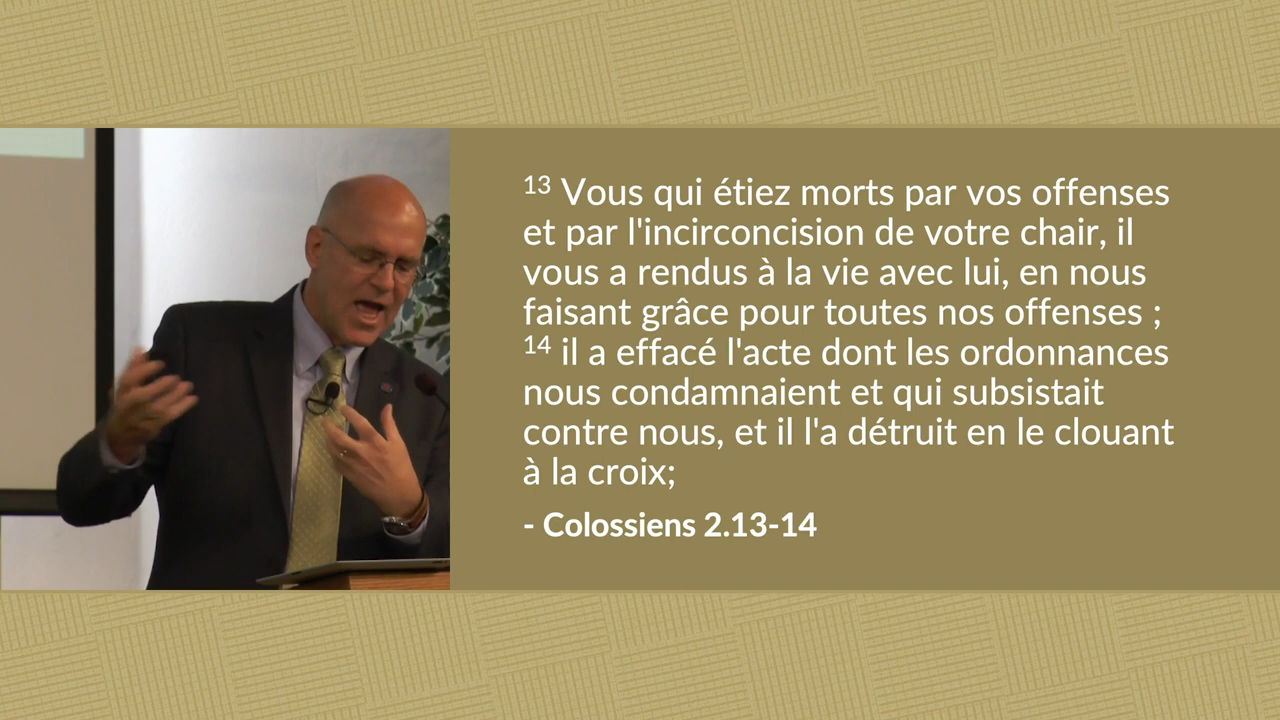 13 Vous qui étiez morts par vos offenses
et par l'incirconcision de votre chair, il
vous a rendus à la vie avec lui, en nous
faisant grâce pour toutes nos offenses ;
14 il a effacé l'acte dont les ordonnances
nous condamnaient et qui subsistait
contre nous, et il l'a détruit en le clouant
à la croix;
- Colossiens 2.13-14